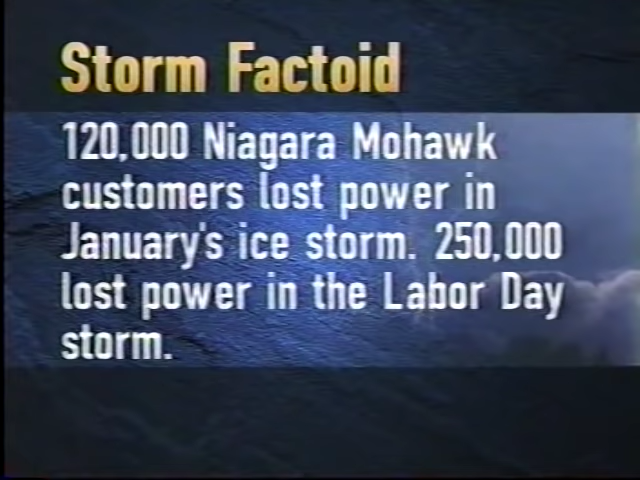 Storm Factoid
120,000 Niagara Mohawk
customers lost power in
January's ice storm. 250,000
lost power in the Labor Day
storm.